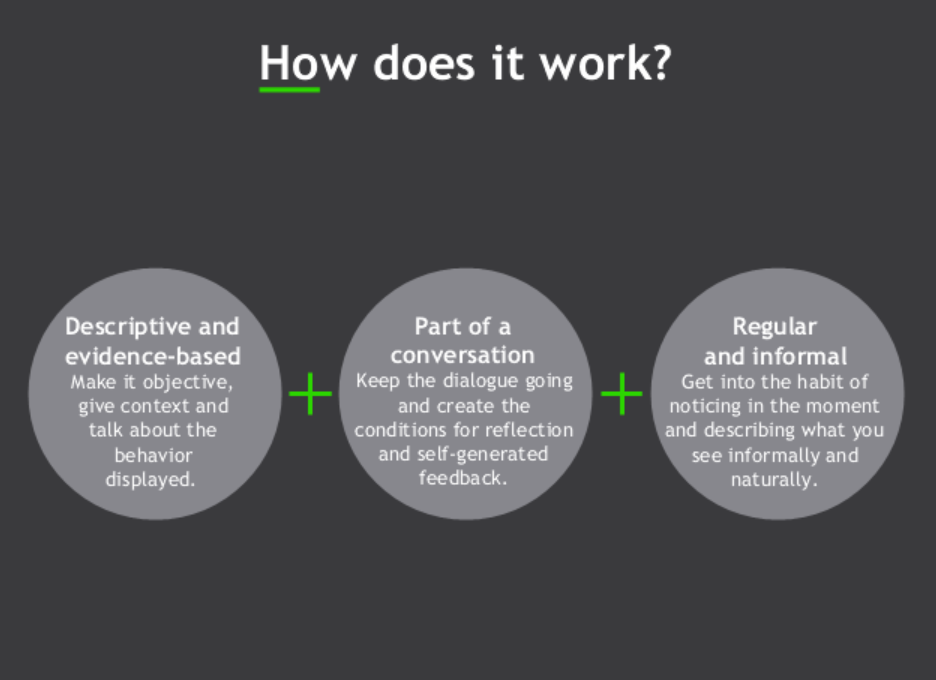 How does it work?
Descriptive and
evidence-based
Make it objective,
give context and
talk about the
behavior
displayed.
Part of a
conversation
Keep the dialogue going
and create the
conditions for reflection
and self-generated
feedback.
Regular
and informal
Get into the habit of
noticing in the moment
and describing what you
see informally and
naturally.